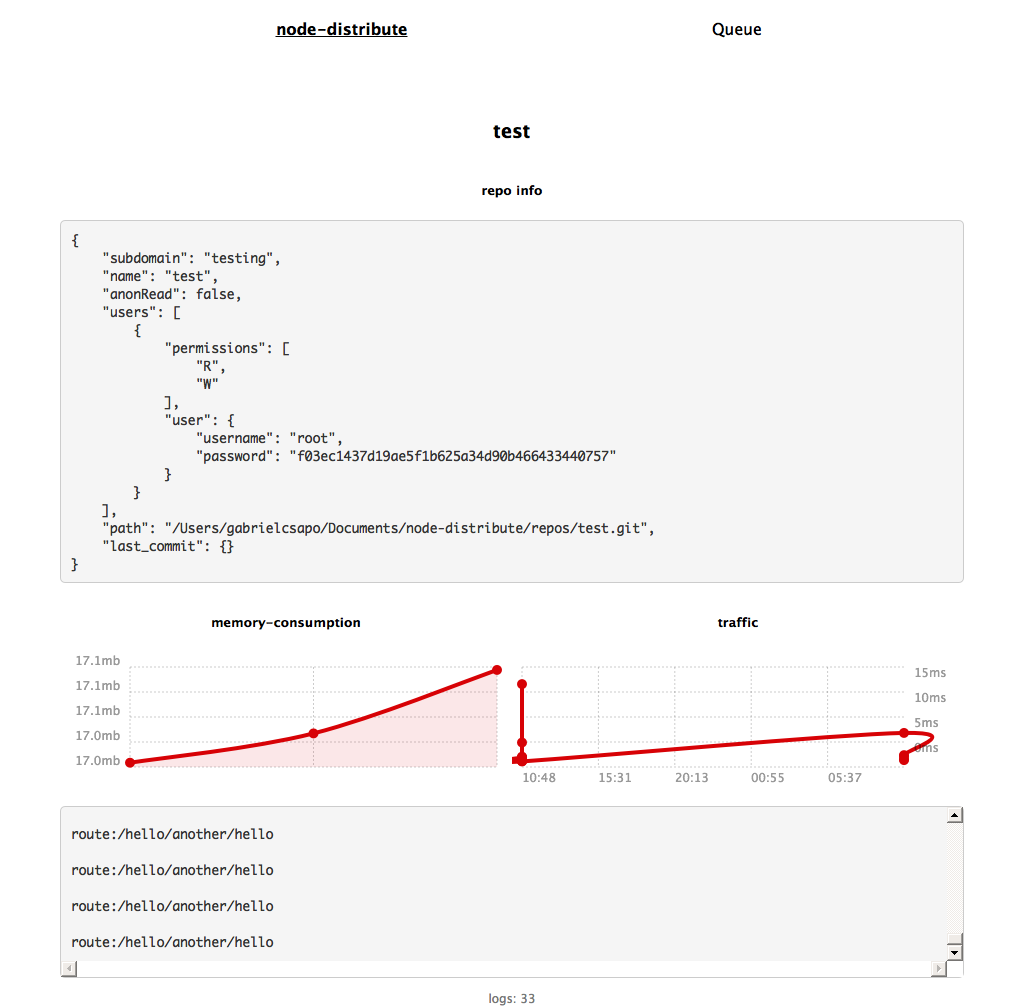 node-distribute Queue
test
repo info
{
    "subdomain": "testing",
    "name": "test",
    "anonRead": false,
    "users": [
        {
            "permissions": [
                "R",
                "W"
            ],
            "user": {
                "username": "root",
                "password": "f03ec1437d19ae5f1b625a34d90b466433440757"
            }
        }
    ],
    "path": "/Users/gabrielcsapo/Documents/node-distribute/repos/test.git",
    "last_commit": {}
}
memory-consumption traffic
17.1mb
17.1mb
17.1mb
17.0mb
17.0mb
15ms
10ms
5ms
0ms
10:48 15:31 20:13 00:55 05:37
route:/hello/another/hello
route:/hello/another/hello
route:/hello/another/hello
route:/hello/another/hello
logs: 33